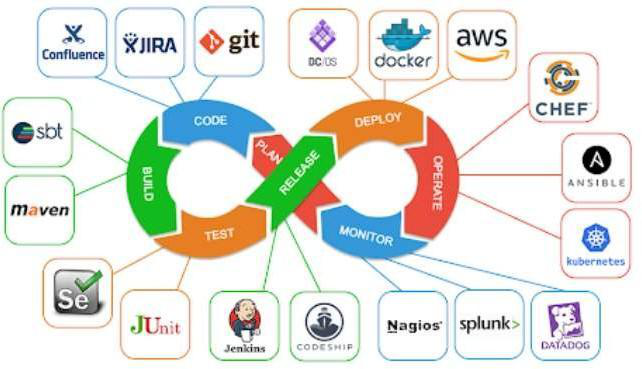 Confluence
JIRA
git
DC/OS
docker
aws
CHEF
sbt
CODE
PLAN
RELEASE
DEPLOY
OPERATE
ANSIBLE
maven
BUILD
TEST
MONITOR
kubernetes
Se
JUnit
Jenkins
CODESHIP
Nagios®
splunk>
DATADOG